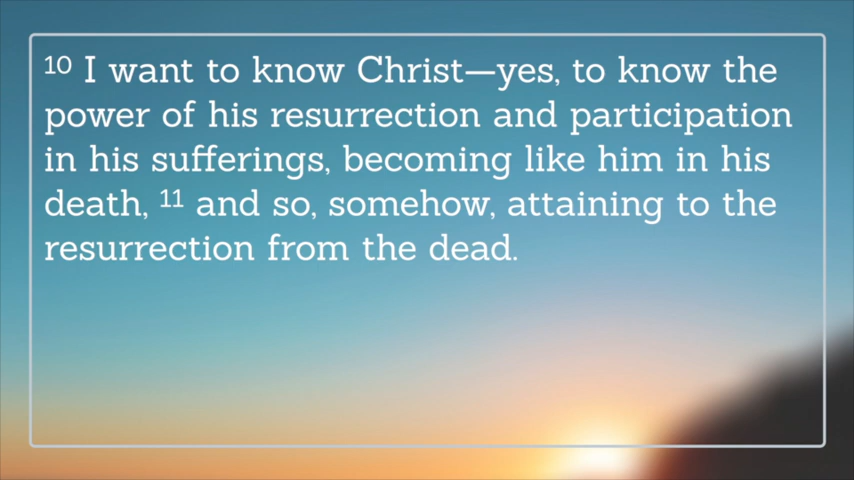 10 I want to know Christ—yes, to know the
power of his resurrection and participation
in his sufferings, becoming like him in his
death, 11 and so, somehow, attaining to the
resurrection from the dead.